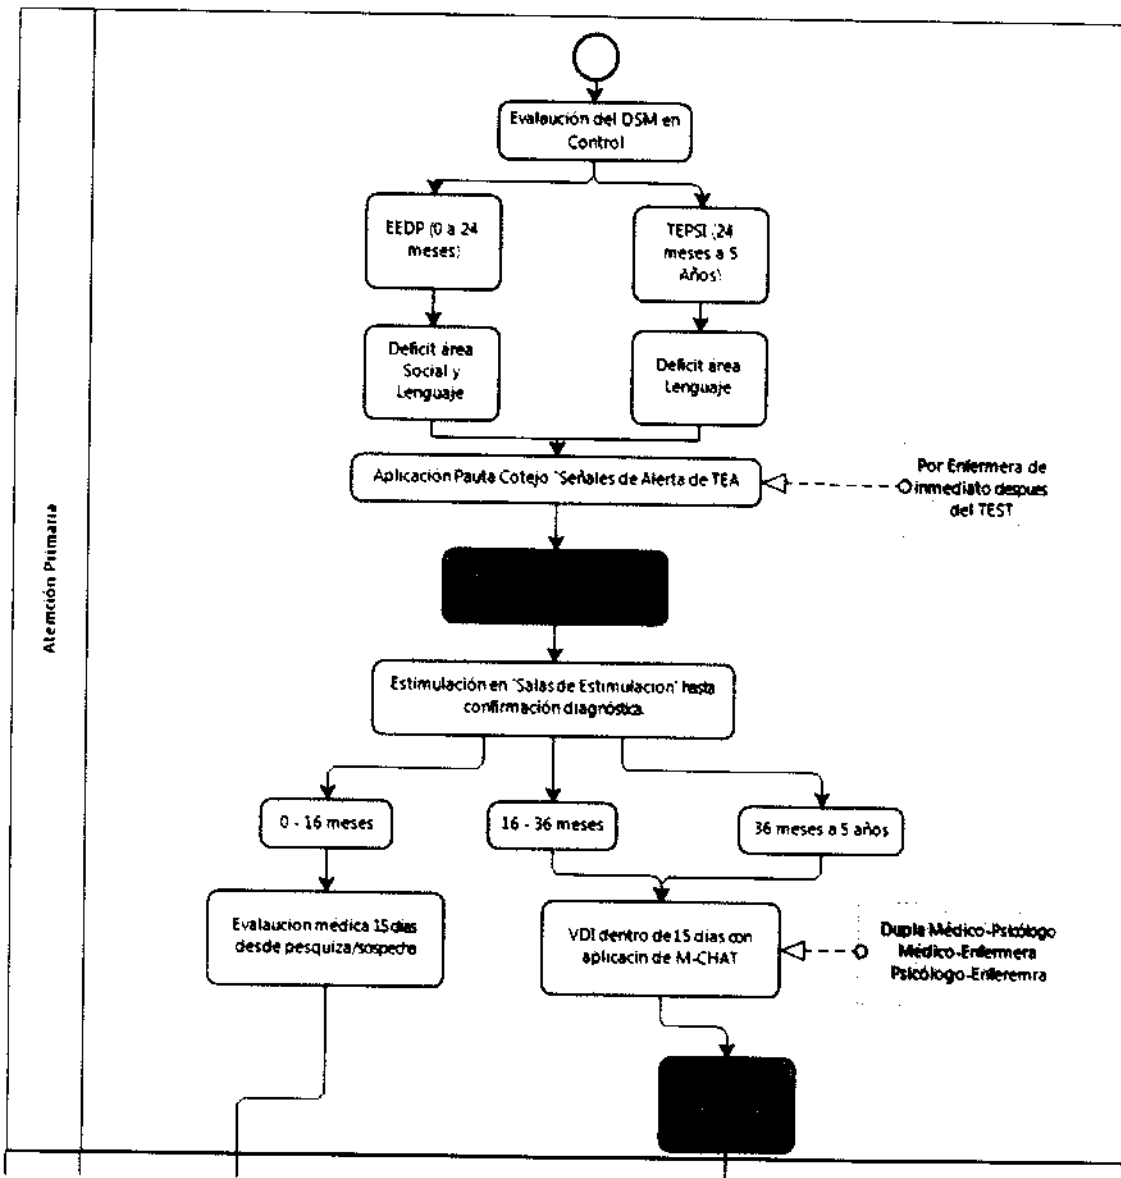 Evalaución del DSM en
Control
EEDP (0 a 24
meses)
TEPSI (24
meses a 5
Años)
Deficit área
Social y
Lenguaje
Deficit área
Lenguaje
Aplicación Pauta Cotejo "Señales de Alerta de TEA
Por Enfermera de
inmediato despues
del TEST
Atención Primaria
Estimulación en "Salas de Estimulacion" hasta
confirmación diagnóstica.
0 - 16 meses
16 - 36 meses
36 meses a 5 años
Evalaucion médica 15 dias
desde pesquiza/sospecha
VDI dentro de 15 dias con
aplicacin de M-CHAT
Dupla Médico-Psicólogo
Médico-Enfermera
Psicólogo-Enferemra